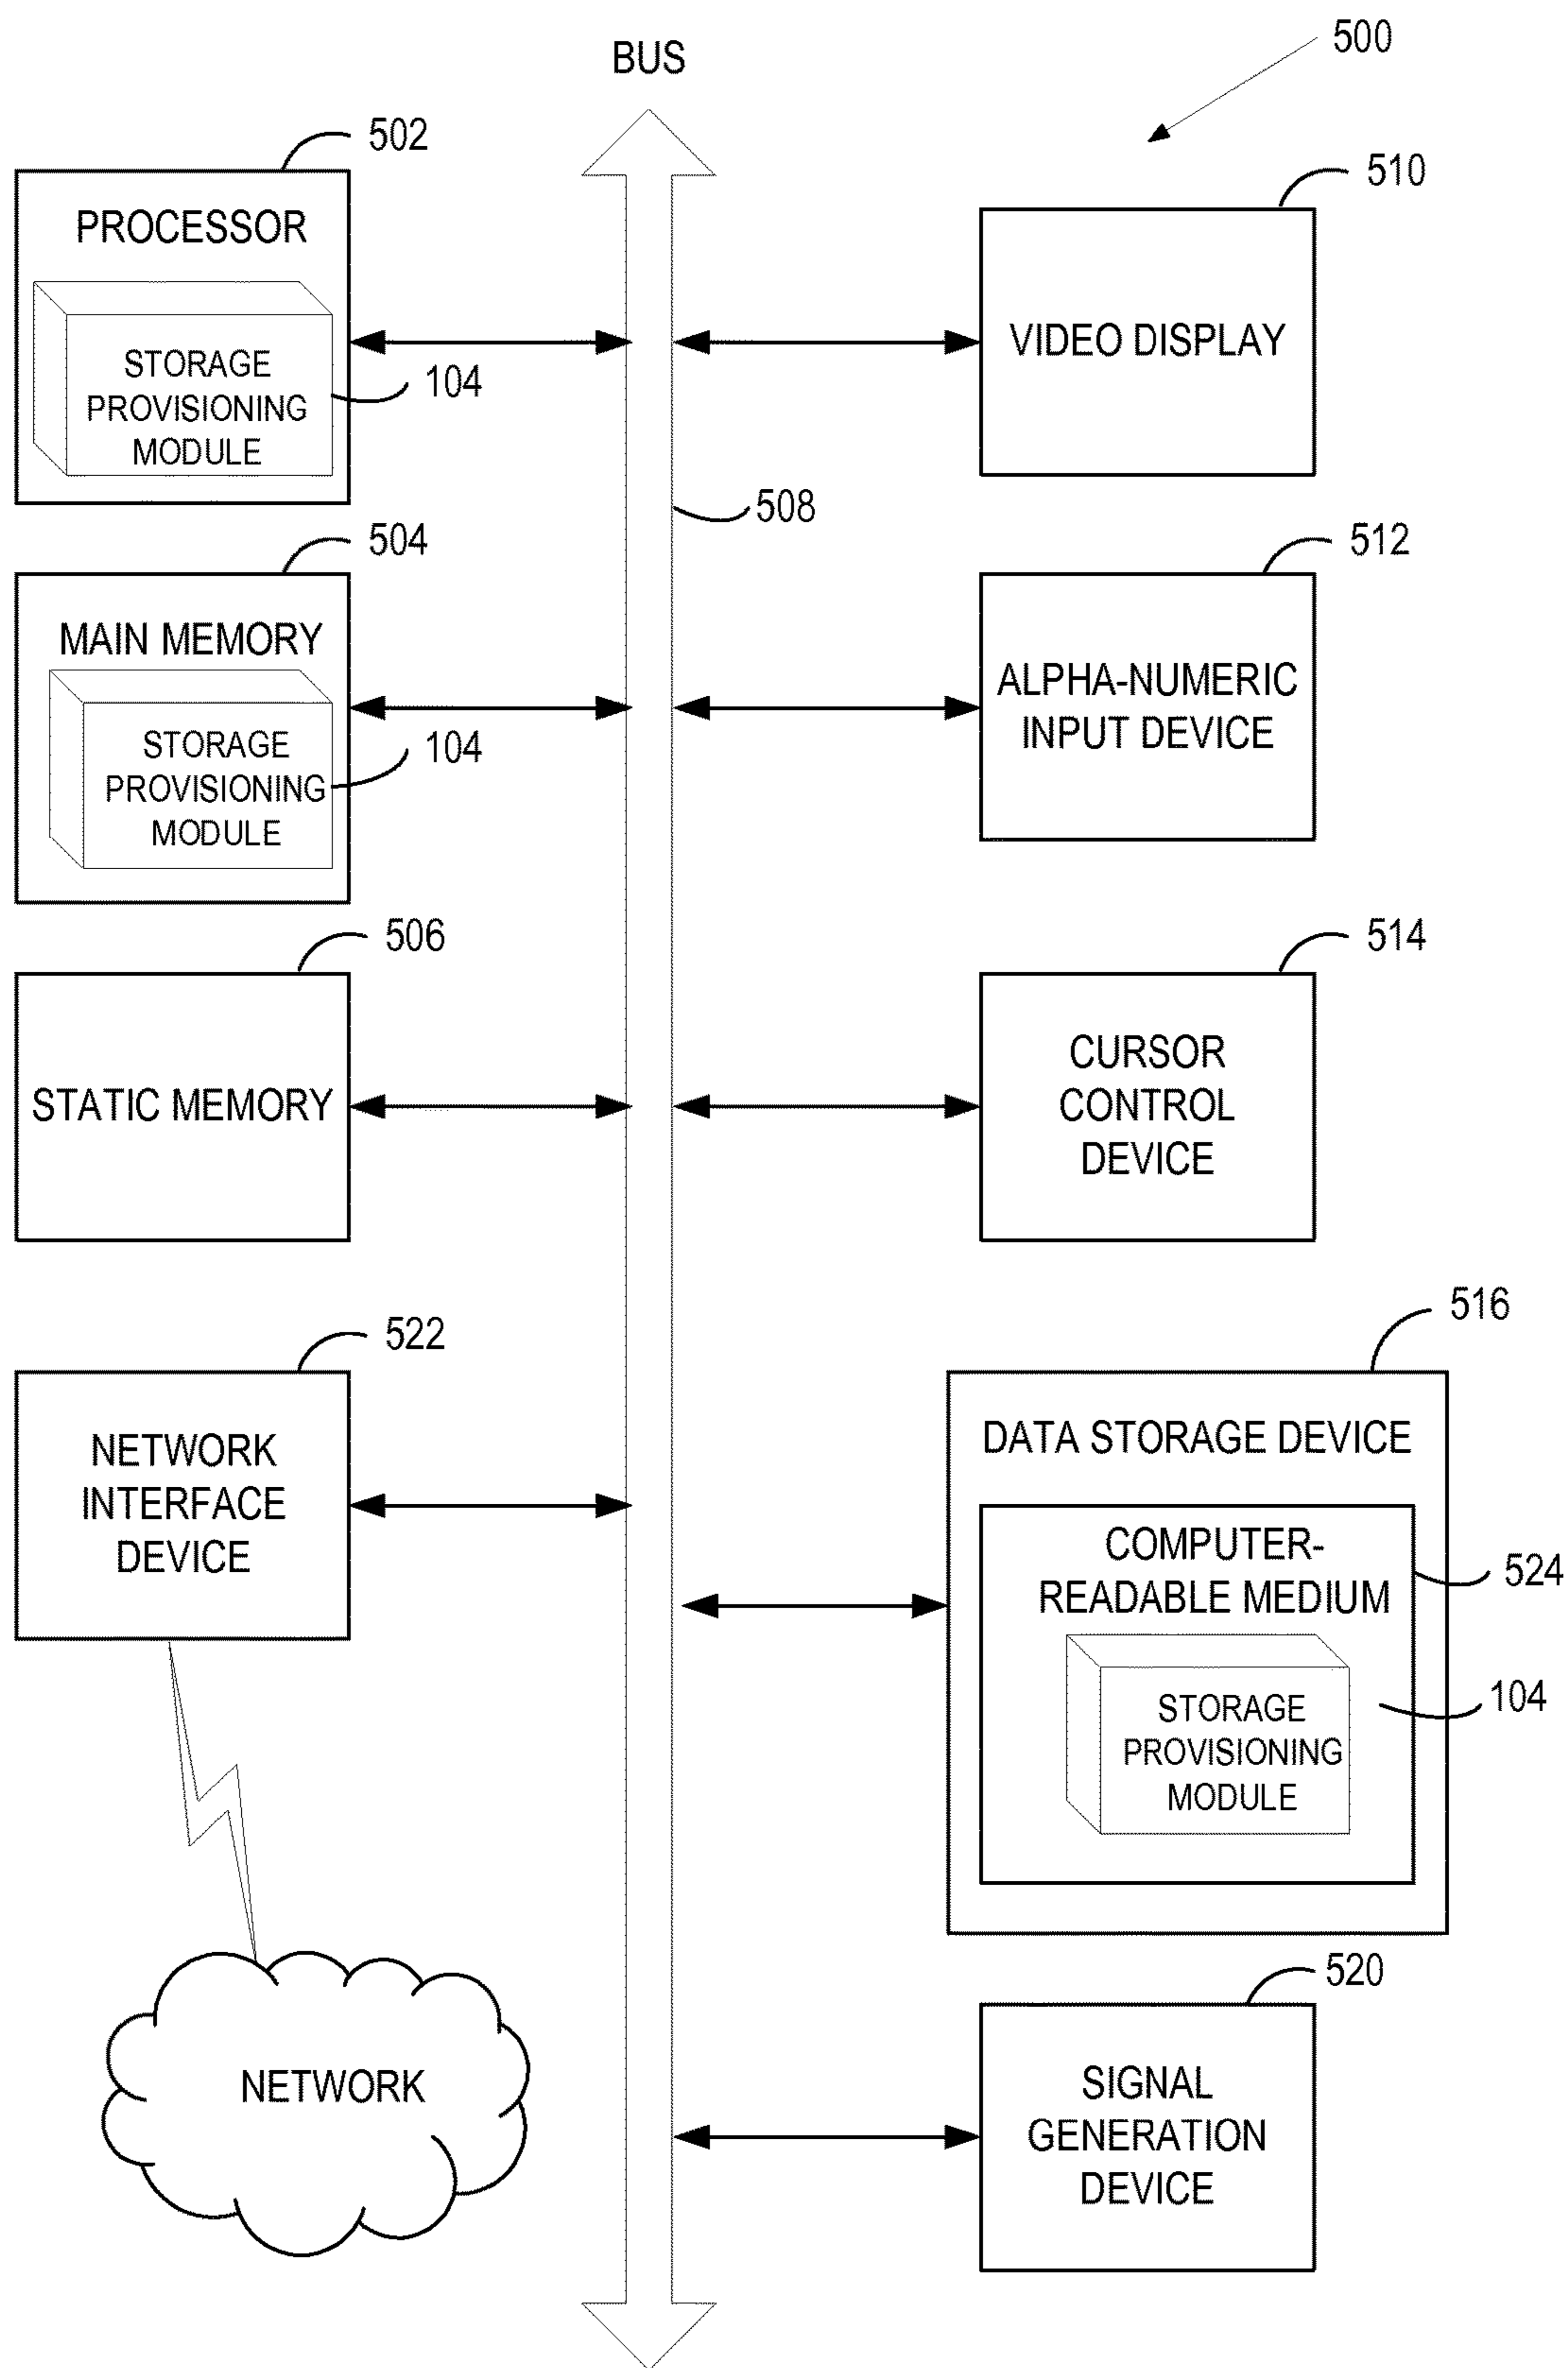 BUS
500
502
PROCESSOR
STORAGE
PROVISIONING
MODULE
104
510
VIDEO DISPLAY
508
504
MAIN MEMORY
STORAGE
PROVISIONING
MODULE
104
512
ALPHA-NUMERIC
INPUT DEVICE
506
STATIC MEMORY
514
CURSOR
CONTROL
DEVICE
522
NETWORK
INTERFACE
DEVICE
516
DATA STORAGE DEVICE
COMPUTER-
READABLE MEDIUM
524
STORAGE
PROVISIONING
MODULE
104
NETWORK
520
SIGNAL
GENERATION
DEVICE